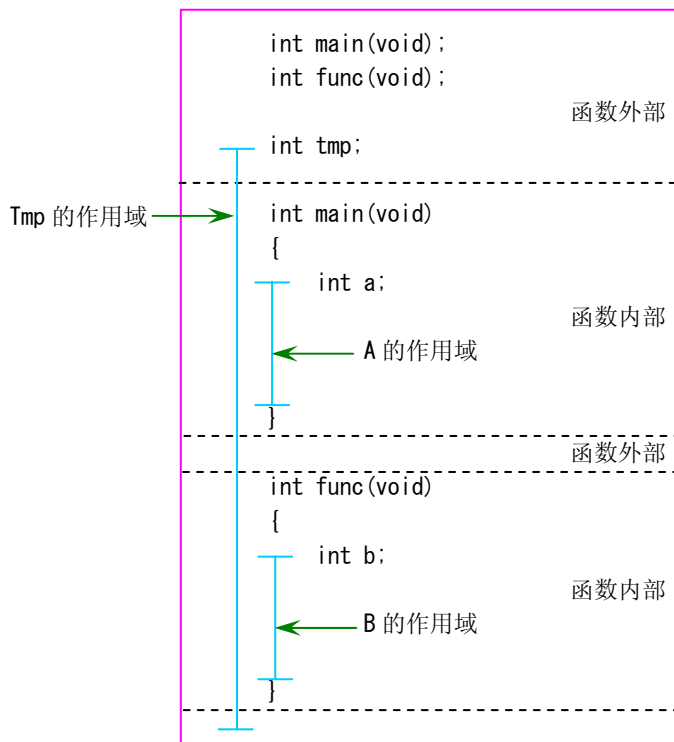 int main(void);
int func(void);
函数外部
int tmp;
Tmp 的作用域
int main(void)
{
int a;
函数内部
A 的作用域
}
函数外部
int func(void)
{
int b;
函数内部
B 的作用域
}